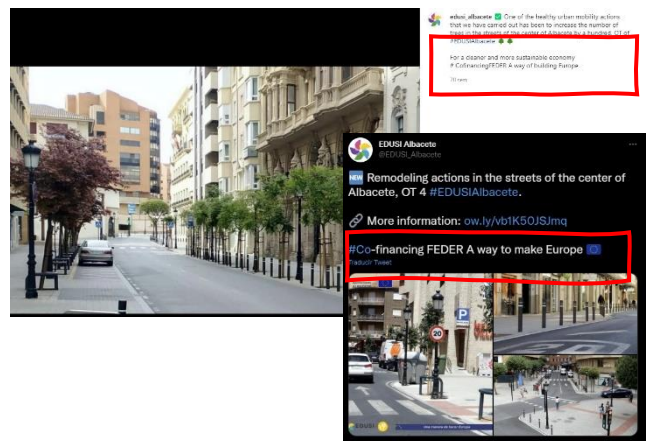 edusi_albacete ✅ One of the healthy urban mobility actions
that we have carried out has been to increase the number of
trees in the streets of the center of Albacete by a hundred. OT of
#EDUSIAlbacete 🌲🌲
For a cleaner and more sustainable economy
# CofinancingFEDER A way of building Europe
EDUSI Albacete
@EDUSI_Albacete
🆕 Remodeling actions in the streets of the center of
Albacete, OT 4 #EDUSIAlbacete.
🔗 More information: ow.ly/vb1K50JSJmq
#Co-financing FEDER A way to make Europe 🇪🇺
Traducir Tweet
P
20
20
EDUSI